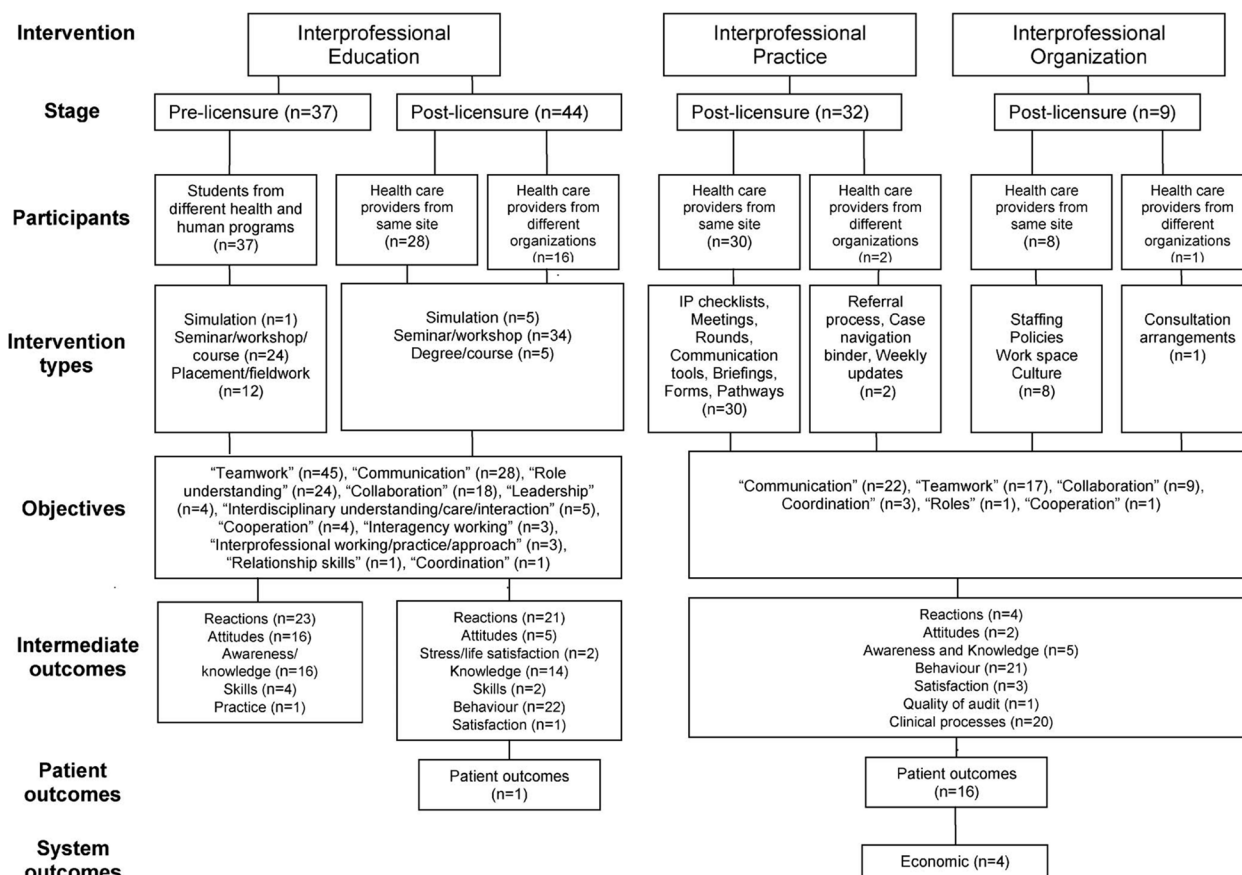 Intervention
Interprofessional
Education
Interprofessional
Practice
Interprofessional
Organization
Stage
Pre-licensure (n=37)
Post-licensure (n=44)
Post-licensure (n=32)
Post-licensure (n=9)
Participants
Students from
different health and
human programs
(n=37)
Health care
providers from
same site
(n=28)
Health care
providers from
different
organizations
(n=16)
Health care
providers from
same site
(n=30)
Health care
providers from
different
organizations
(n=2)
Health care
providers from
same site
(n=8)
Health care
providers from
different
organizations
(n=1)
Intervention
types
Simulation (n=1)
Seminar/workshop/
course (n=24)
Placement/fieldwork
(n=12)
Simulation (n=5)
Seminar/workshop (n=34)
Degree/course (n=5)
IP checklists,
Meetings,
Rounds,
Communication
tools, Briefings,
Forms, Pathways
(n=30)
Referral
process, Case
navigation
binder, Weekly
updates
(n=2)
Staffing
Policies
Work space
Culture
(n=8)
Consultation
arrangements
(n=1)
Objectives
“Teamwork” (n=45), “Communication” (n=28), “Role
understanding” (n=24), “Collaboration” (n=18), “Leadership”
(n=4), “Interdisciplinary understanding/care/interaction” (n=5),
“Cooperation” (n=4), “Interagency working” (n=3),
“Interprofessional working/practice/approach” (n=3),
“Relationship skills” (n=1), “Coordination” (n=1)
“Communication” (n=22), “Teamwork” (n=17), “Collaboration” (n=9),
Coordination” (n=3), “Roles” (n=1), “Cooperation” (n=1)
Intermediate
outcomes
Reactions (n=23)
Attitudes (n=16)
Awareness/
knowledge (n=16)
Skills (n=4)
Practice (n=1)
Reactions (n=21)
Attitudes (n=5)
Stress/life satisfaction (n=2)
Knowledge (n=14)
Skills (n=2)
Behaviour (n=22)
Satisfaction (n=1)
Reactions (n=4)
Attitudes (n=2)
Awareness and Knowledge (n=5)
Behaviour (n=21)
Satisfaction (n=3)
Quality of audit (n=1)
Clinical processes (n=20)
Patient
outcomes
Patient outcomes
(n=1)
Patient outcomes
(n=16)
System
outcomes
Economic (n=4)